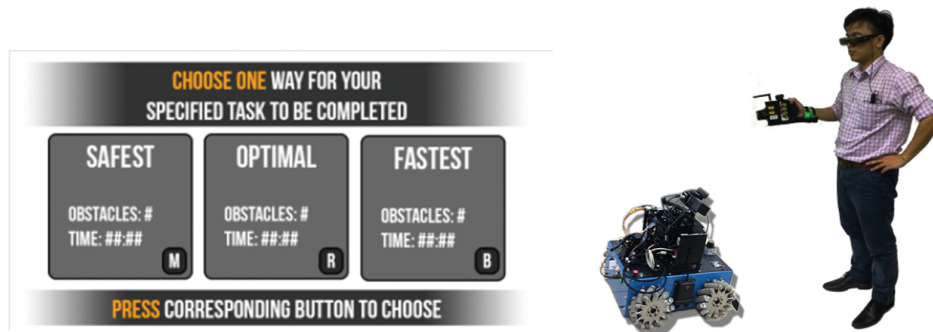 CHOOSE ONE WAY FOR YOUR
SPECIFIED TASK TO BE COMPLETED
SAFEST
OBSTACLES: #
TIME: ##:##
M
OPTIMAL
OBSTACLES: #
TIME: ##:##
R
FASTEST
OBSTACLES: #
TIME: ##:##
B
PRESS CORRESPONDING BUTTON TO CHOOSE